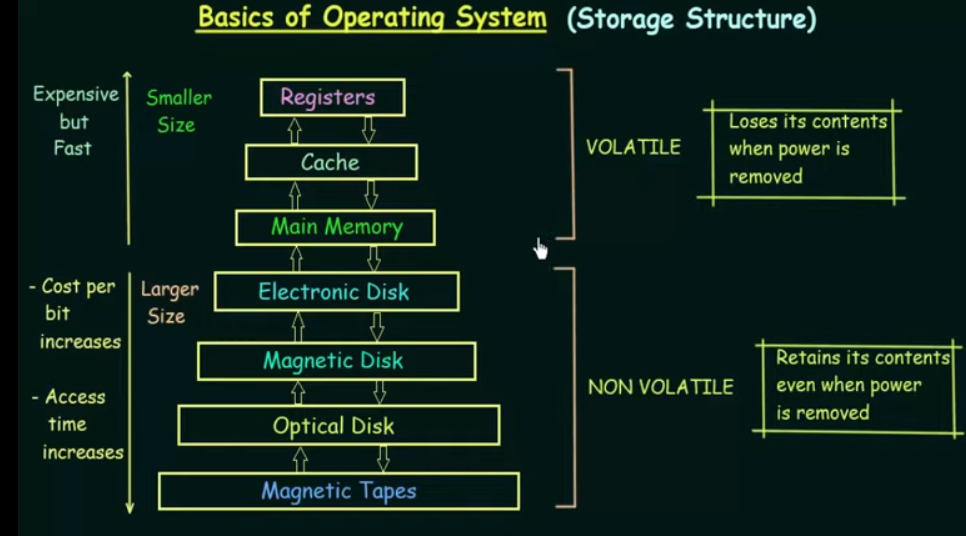 Basics of Operating System (Storage Structure)
Expensive
but
Fast
Smaller
Size
Registers
Cache
Main Memory
VOLATILE
Loses its contents
when power is
removed
- Cost per
bit
increases
- Access
time
increases
Larger
Size
Electronic Disk
Magnetic Disk
Optical Disk
Magnetic Tapes
NON VOLATILE
Retains its contents
even when power
is removed